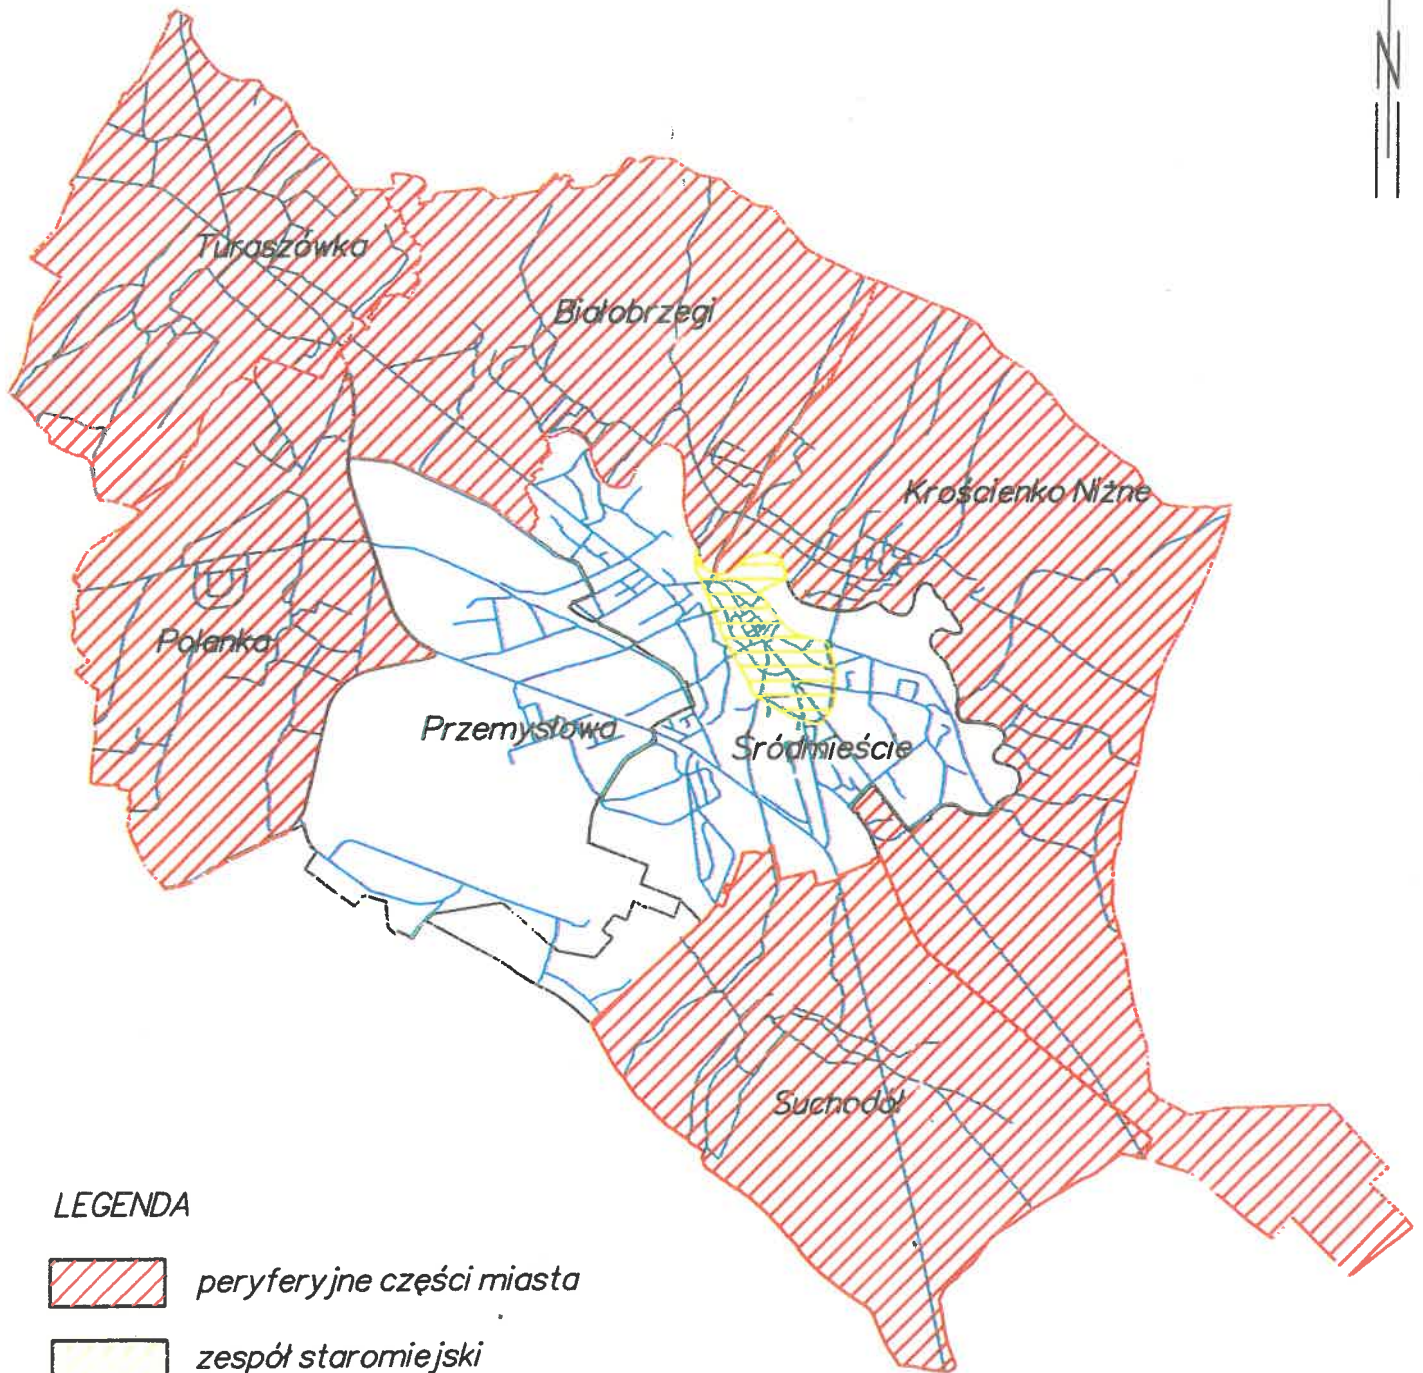 N
Turaszówka
Białobrzegi
Krościenko Niżne
Polanka
Przemysłowa
Śródmieście
Suchodół
LEGENDA
peryferyjne części miasta
zespół staromiejski